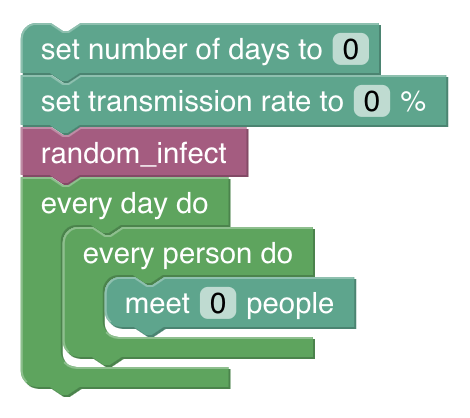 set number of days to 0
set transmission rate to 0 %
random_infect
every day do
every person do
meet 0 people